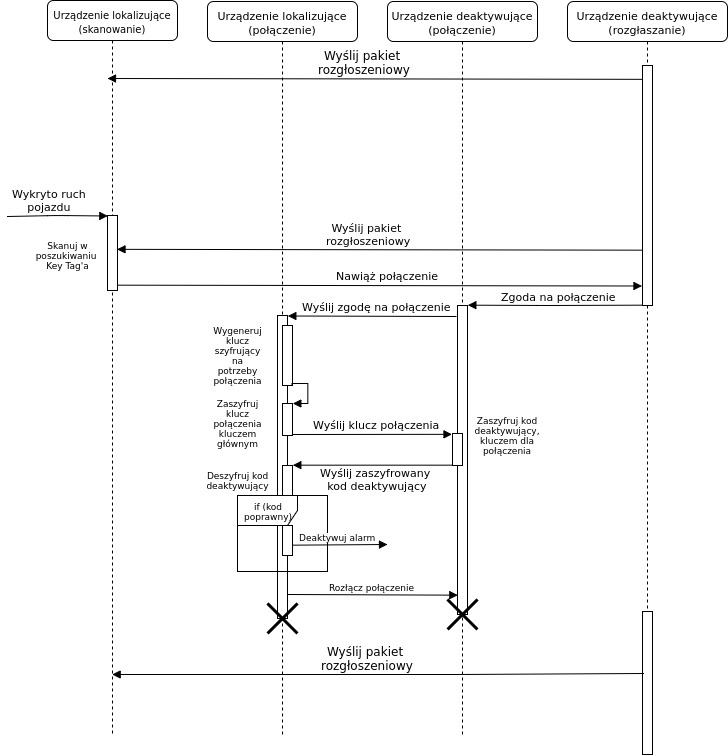 Urządzenie lokalizujące
(skanowanie)
Urządzenie lokalizujące
(połączenie)
Urządzenie deaktywujące
(połączenie)
Urządzenie deaktywujące
(rozgłaszanie)
Wyślij pakiet
rozgłoszeniowy
Wykryto ruch
pojazdu
Wyślij pakiet
rozgłoszeniowy
Skanuj w
poszukiwaniu
Key Tag'a
Nawiąż połączenie
Zgoda na połączenie
Wyślij zgodę na połączenie
Wygeneruj
klucz
szyfrujący
na
potrzeby
połączenia
Zaszyfruj
klucz
połączenia
kluczem
głównym
Wyślij klucz połączenia
Zaszyfruj kod
deaktywujący,
kluczem dla
połączenia
Wyślij zaszyfrowany
kod deaktywujący
Deszyfruj kod
deaktywujący
if (kod
poprawny)
Deaktywuj alarm
Rozłącz połączenie
Wyślij pakiet
rozgłoszeniowy